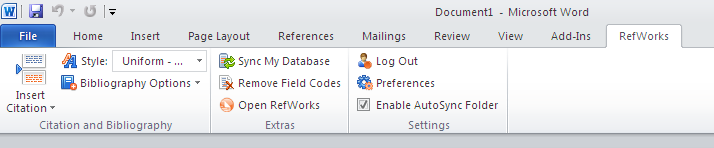 Document1 - Microsoft Word
File Home Insert Page Layout References Mailings Review View Add-Ins RefWorks
Insert Citation
Style: Uniform - ...
Bibliography Options
Citation and Bibliography
Sync My Database
Remove Field Codes
Open RefWorks
Extras
Log Out
Preferences
Enable AutoSync Folder
Settings